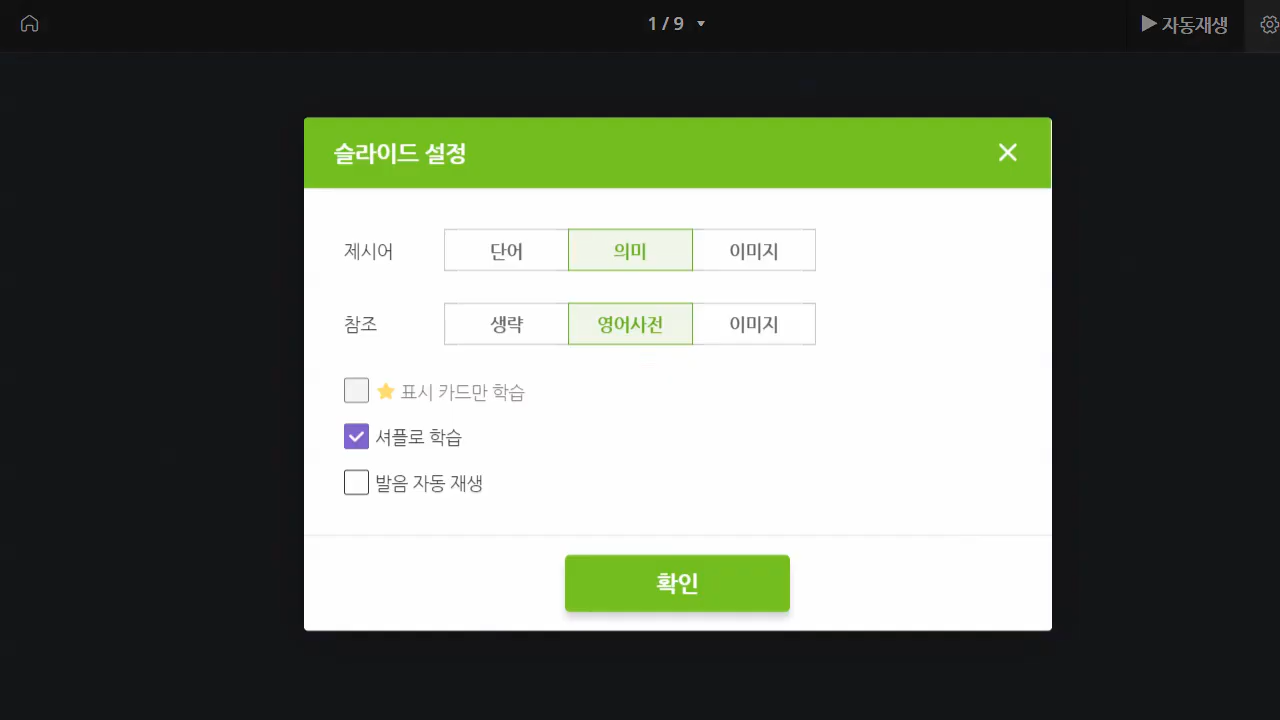 1 / 9
자동재생
슬라이드 설정
제시어 단어 의미 이미지
참조 생략 영어사전 이미지
표시 카드만 학습
셔플로 학습
발음 자동 재생
확인